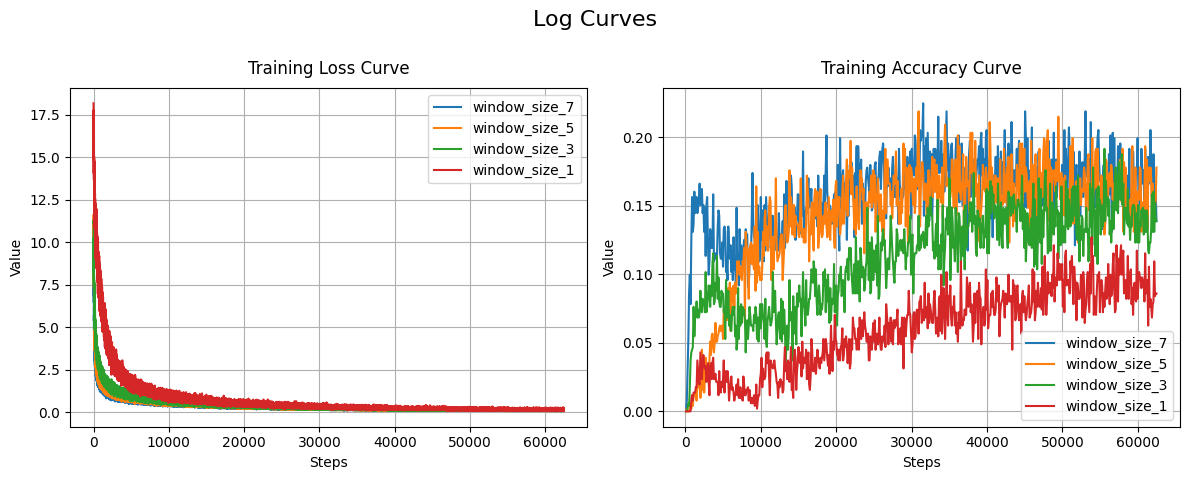 Log Curves
Training Loss Curve
Value
17.5
15.0
12.5
10.0
7.5
5.0
2.5
0.0
0
10000
20000
30000
40000
50000
60000
Steps
window_size_7
window_size_5
window_size_3
window_size_1
Training Accuracy Curve
Value
0.20
0.15
0.10
0.05
0.00
0
10000
20000
30000
40000
50000
60000
Steps
window_size_7
window_size_5
window_size_3
window_size_1